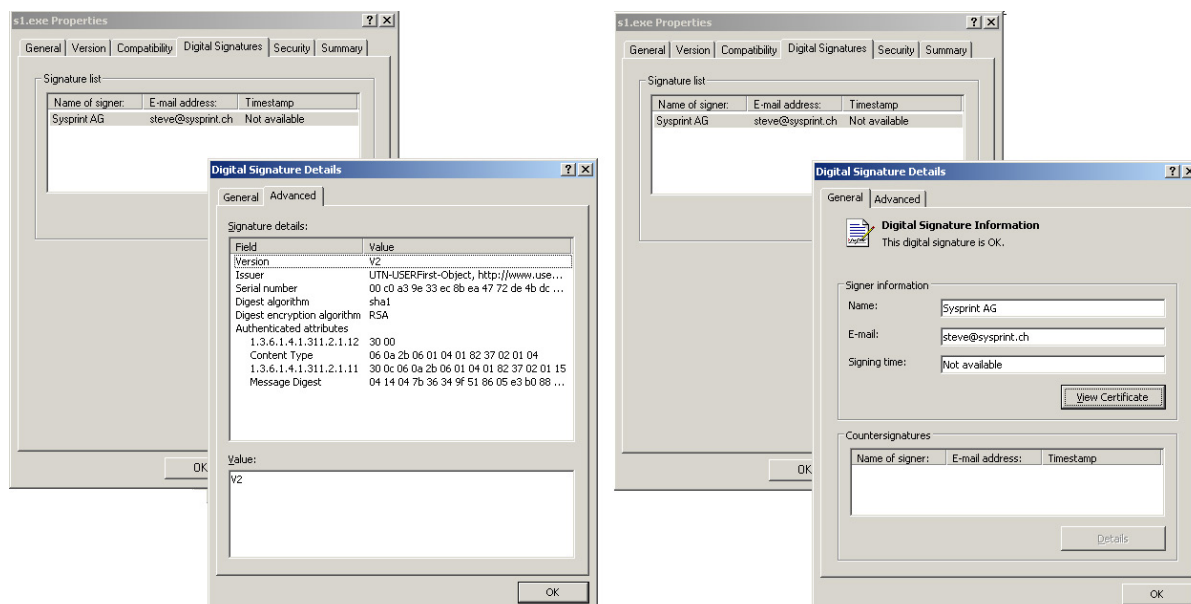 s1.exe Properties
General Version Compatibility Digital Signatures Security Summary
Signature list
Name of signer: E-mail address: Timestamp
Sysprint AG steve@sysprint.ch Not available
OK
Digital Signature Details
General Advanced
Signature details:
Field Value
Version V2
Issuer UTN-USERFirst-Object, http://www.use...
Serial number 00 c0 a3 9e 33 ec 8b ea 47 72 de 4b dc ...
Digest algorithm sha1
Digest encryption algorithm RSA
Authenticated attributes
1.3.6.1.4.1.311.2.1.12 30 00
Content Type 06 0a 2b 06 01 04 01 82 37 02 01 04
1.3.6.1.4.1.311.2.1.11 30 0c 06 0a 2b 06 01 04 01 82 37 02 01 15
Message Digest 04 14 04 7b 36 34 9f 51 86 05 e3 b0 88 ...
Value:
V2
OK
s1.exe Properties
General Version Compatibility Digital Signatures Security Summary
Signature list
Name of signer: E-mail address: Timestamp
Sysprint AG steve@sysprint.ch Not available
OK
Digital Signature Details
General Advanced
Digital Signature Information
This digital signature is OK.
Signer information
Name: Sysprint AG
E-mail: steve@sysprint.ch
Signing time: Not available
View Certificate
Countersignatures
Name of signer: E-mail address: Timestamp
Details
OK